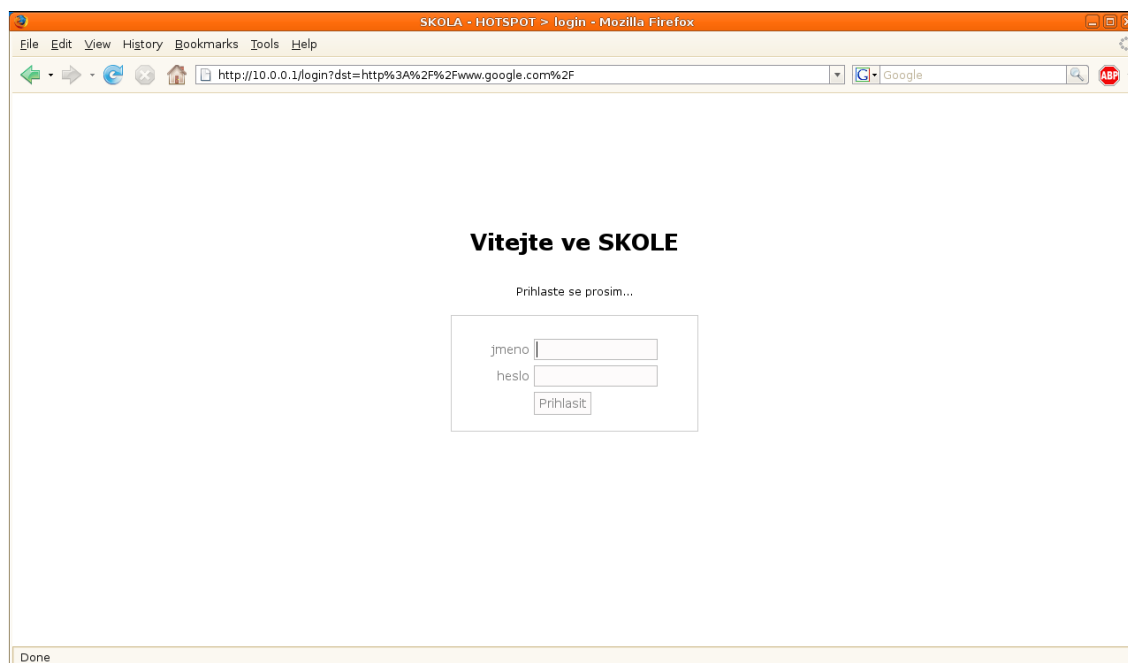 SKOLA - HOTSPOT > login - Mozilla Firefox
File Edit View History Bookmarks Tools Help
http://10.0.0.1/login?dst=http%3A%2F%2Fwww.google.com%2F G Google ABP
Vitejte ve SKOLE
Prihlaste se prosim...
jmeno
heslo
Prihlasit
Done